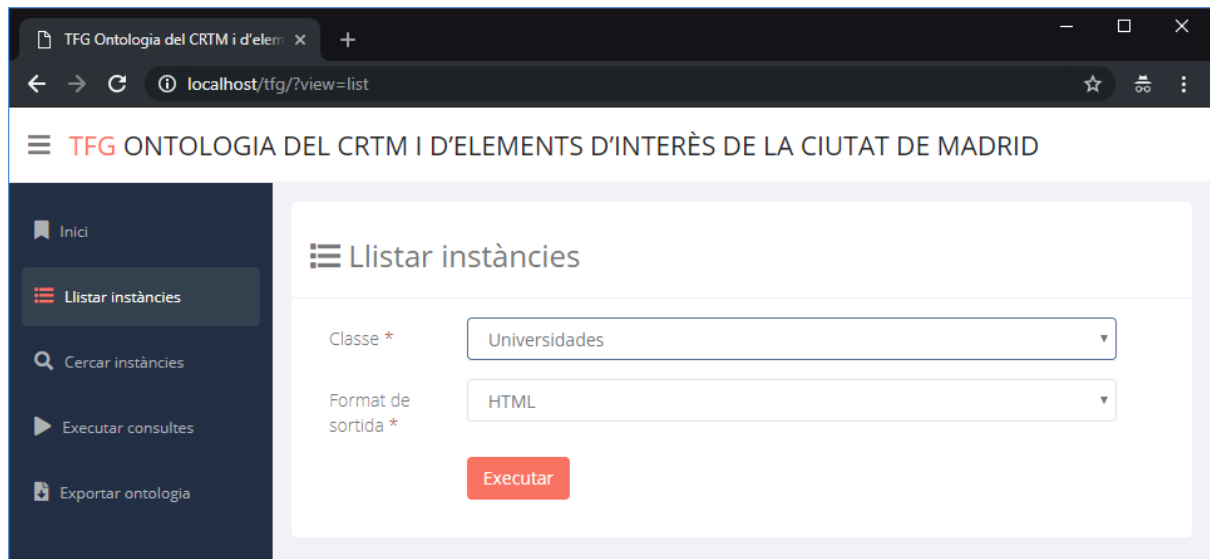 TFG Ontologia del CRTM i d'elem
localhost/tfg/?view=list
TFG ONTOLOGIA DEL CRTM I D'ELEMENTS D'INTERÈS DE LA CIUTAT DE MADRID
Inici
Llistar instàncies
Cercar instàncies
Executar consultes
Exportar ontologia
Llistar instàncies
Classe *
Universidades
Format de
sortida *
HTML
Executar